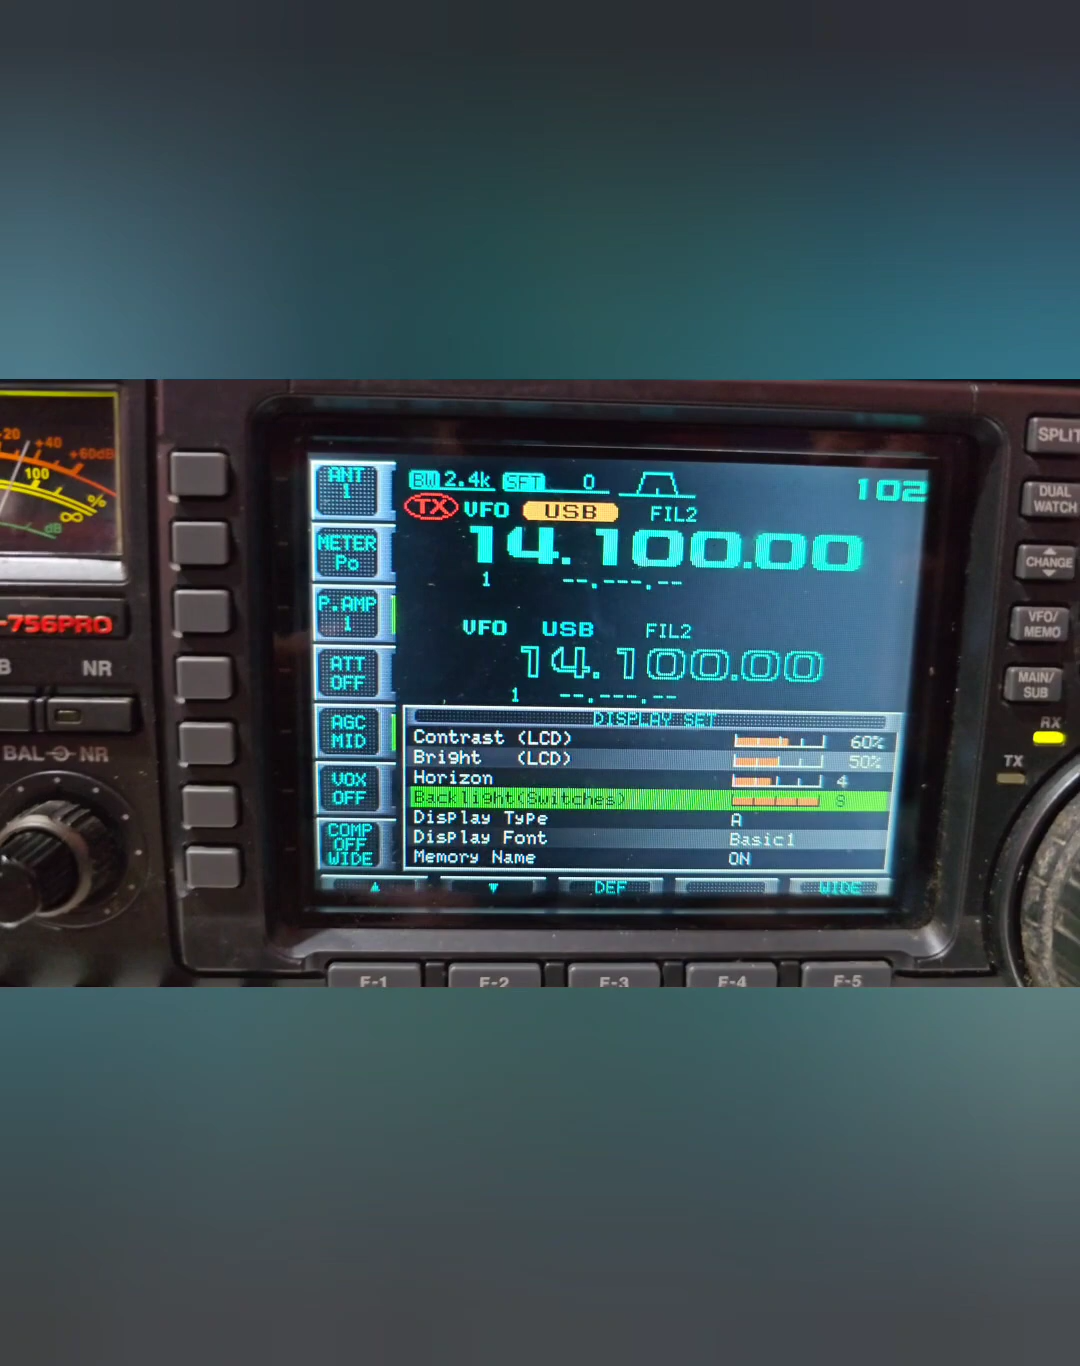 -20 +40 +60dB
100 %
∞
dB
-756PRO
B NR
BAL NR
ANT
1
METER
Po
P.AMP
1
ATT
OFF
AGC
MID
VOX
OFF
COMP
OFF
WIDE
BW 2.4k SFT 0
102
TX VFO USB FIL2
14.100.00
1 --.---.--
VFO USB FIL2
14.100.00
1 --.---.--
DISPLAY SET
Contrast (LCD) 60%
Bright (LCD) 50%
Horizon 4
Backlight(Switches) 8
Display Type A
Display Font Basic1
Memory Name ON
▲ ▼ DEF WIDE
F-1 F-2 F-3 F-4 F-5
SPLIT
DUAL
WATCH
CHANGE
VFO/
MEMO
MAIN/
SUB
RX
TX